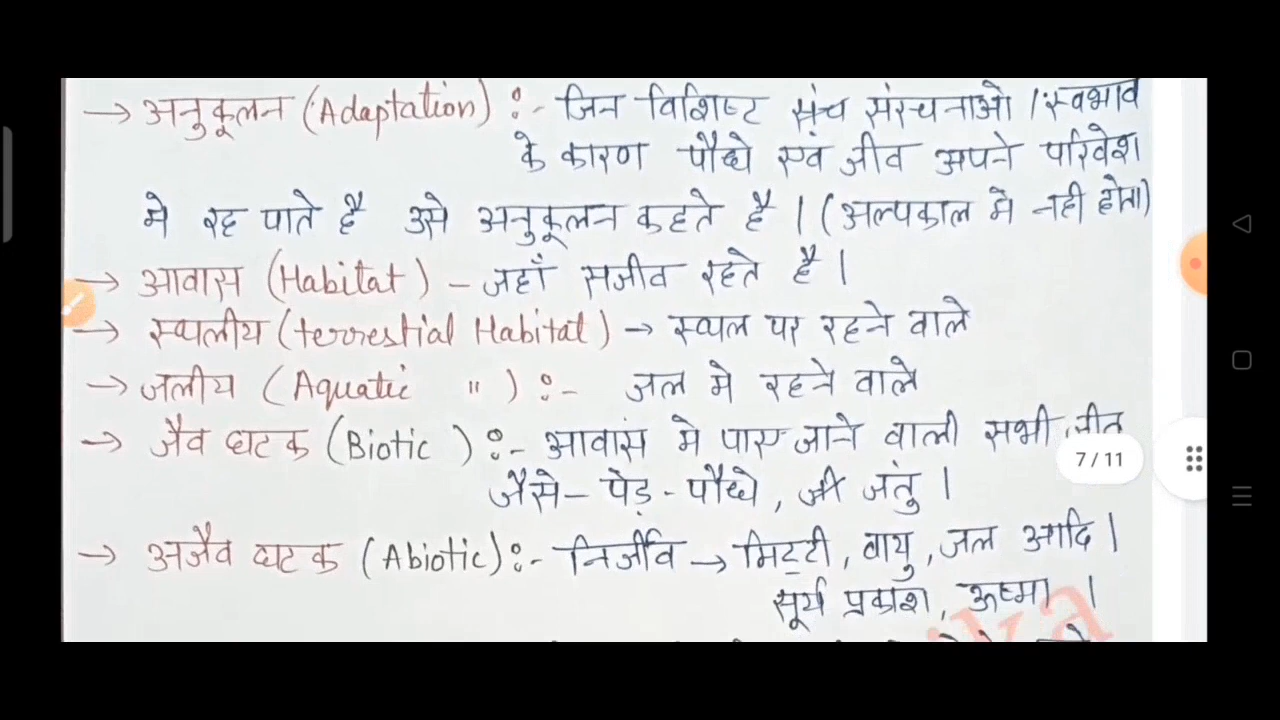 → अनुकूलन (Adaptation) :- जिन विशिष्ट संरचनाओ / स्वभाव
के कारण पौधे एवं जीव अपने परिवेश
मे रह पाते है उसे अनुकूलन कहते है । (अल्पकाल मे नही होता)
→ आवास (Habitat) - जहाँ सजीव रहते है ।
→ स्थलीय (terrestial Habitat) → स्थल पर रहने वाले
→ जलीय (Aquatic " ) :- जल मे रहने वाले
→ जैव घटक (Biotic ) :- आवास मे पाए जाने वाली सभी
7 / 11
जैसे - पेड़ - पौधे, जंतु ।
→ अजैव घटक (Abiotic) :- निर्जीव → मिट्टी, वायु, जल आदि ।
सूर्य प्रकाश, ऊष्मा ।